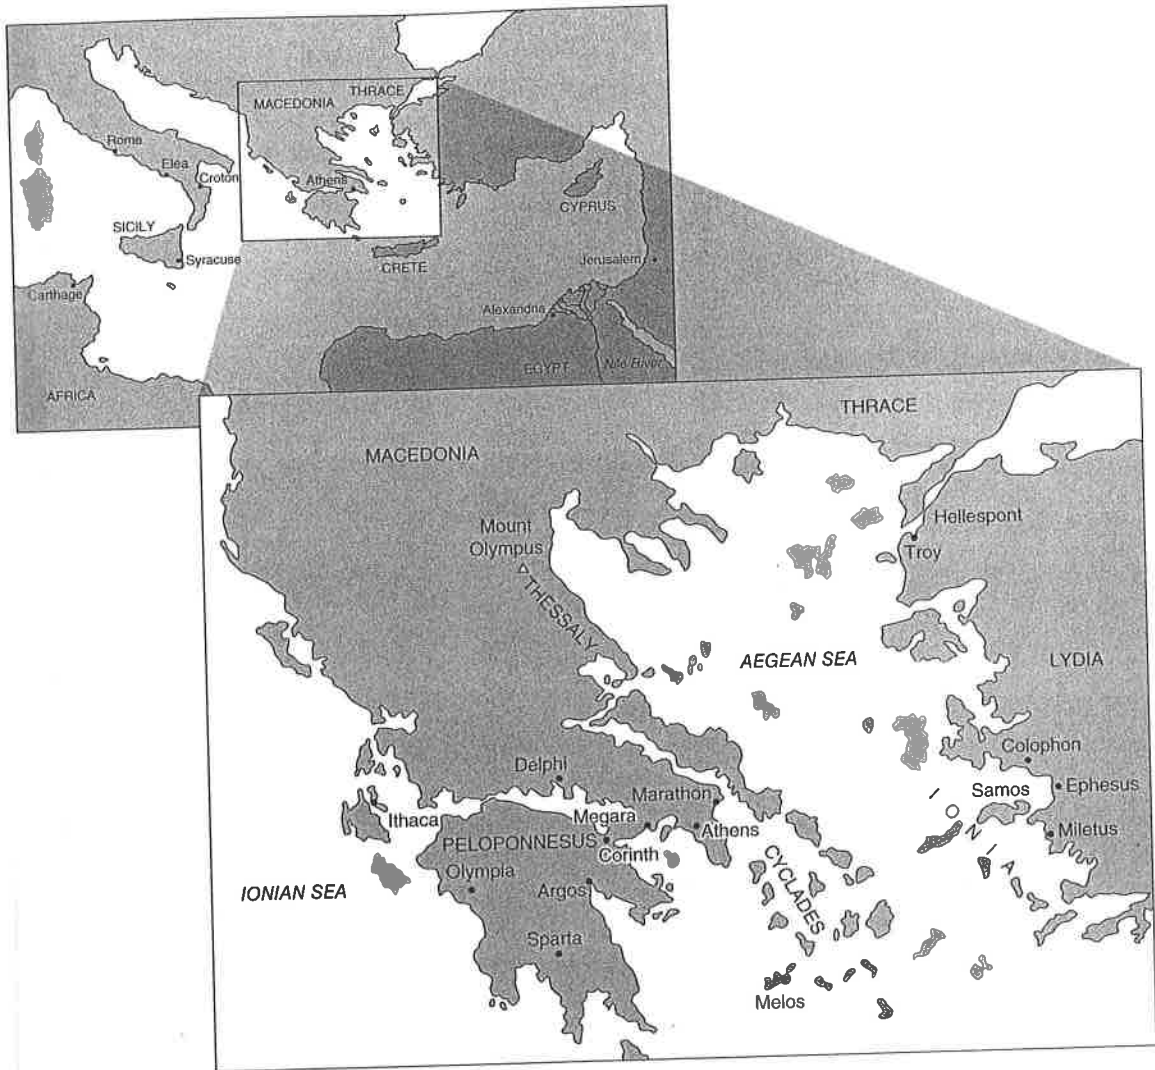 THRACE
MACEDONIA
Rome
Elea
Croton
Athens
CYPRUS
SICILY
Syracuse
CRETE
Jerusalem
Carthage
Alexandria
EGYPT
Nile River
AFRICA
THRACE
MACEDONIA
Mount
Olympus
Hellespont
Troy
THESSALY
AEGEAN SEA
LYDIA
Delphi
Colophon
Marathon
Samos
Ephesus
Ithaca
Megara
Athens
IONIA
Miletus
PELOPONNESUS
Corinth
CYCLADES
Olympia
Argos
IONIAN SEA
Sparta
Melos